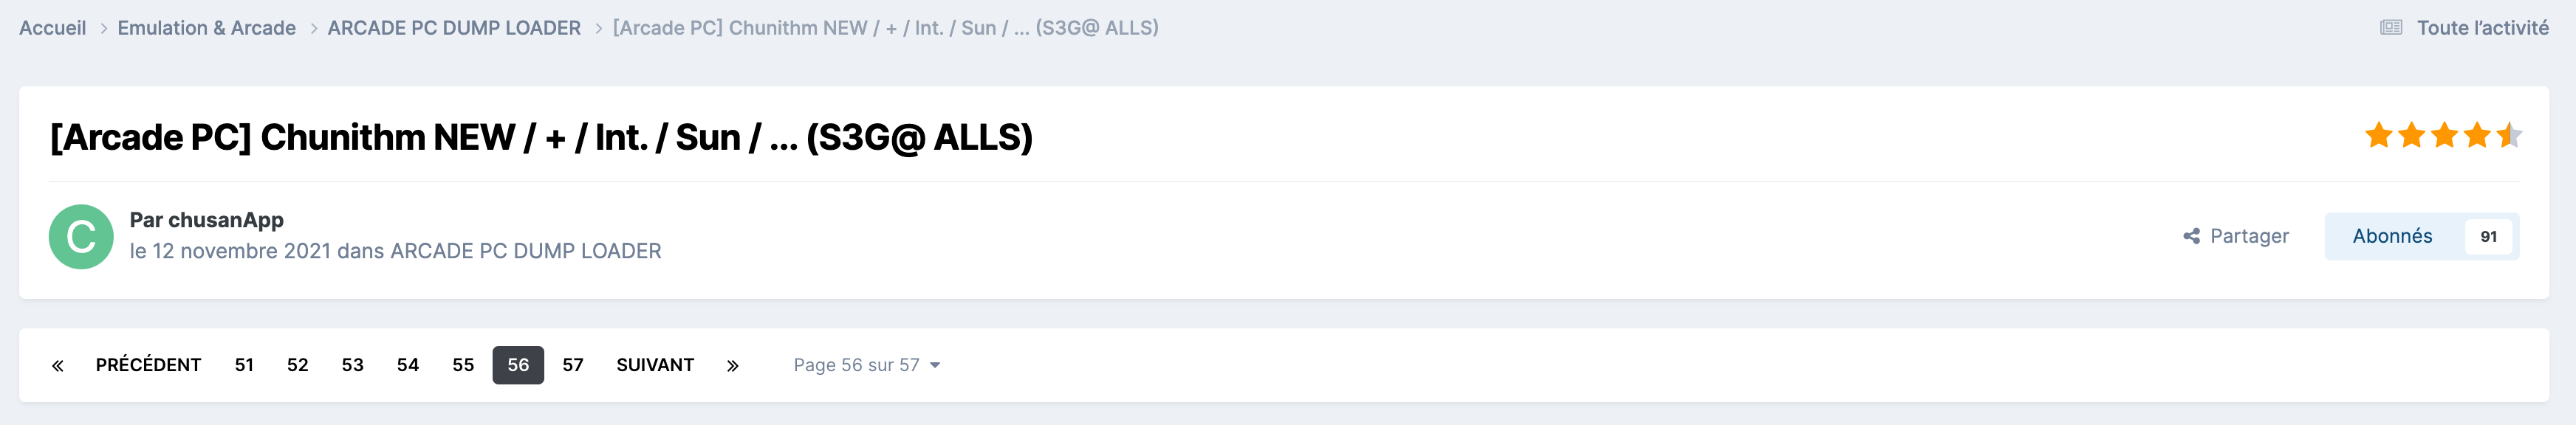 Accueil > Emulation & Arcade > ARCADE PC DUMP LOADER > [Arcade PC] Chunithm NEW / + / Int. / Sun / ... (S3G@ ALLS)
Toute l’activité
[Arcade PC] Chunithm NEW / + / Int. / Sun / ... (S3G@ ALLS)
C
Par chusanApp
le 12 novembre 2021 dans ARCADE PC DUMP LOADER
Partager
Abonnés 91
« PRÉCÉDENT 51 52 53 54 55 56 57 SUIVANT » Page 56 sur 57